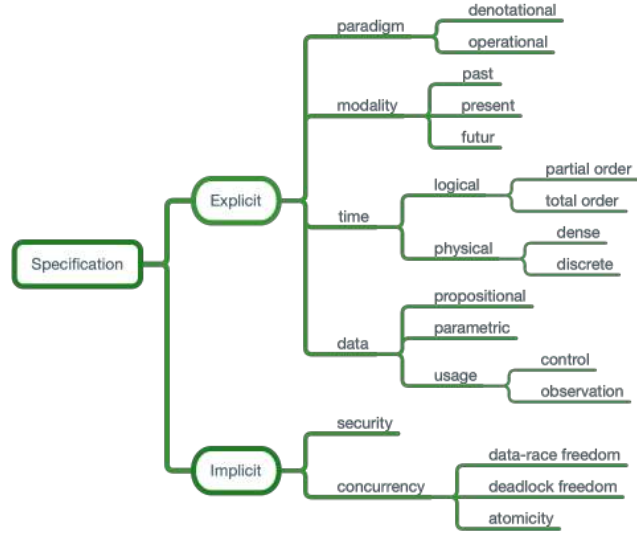 denotational
paradigm
operational
past
modality
present
futur
partial order
logical
total order
Explicit
time
dense
physical
discrete
Specification
propositional
parametric
data
control
usage
observation
security
Implicit
data-race freedom
concurrency
deadlock freedom
atomicity